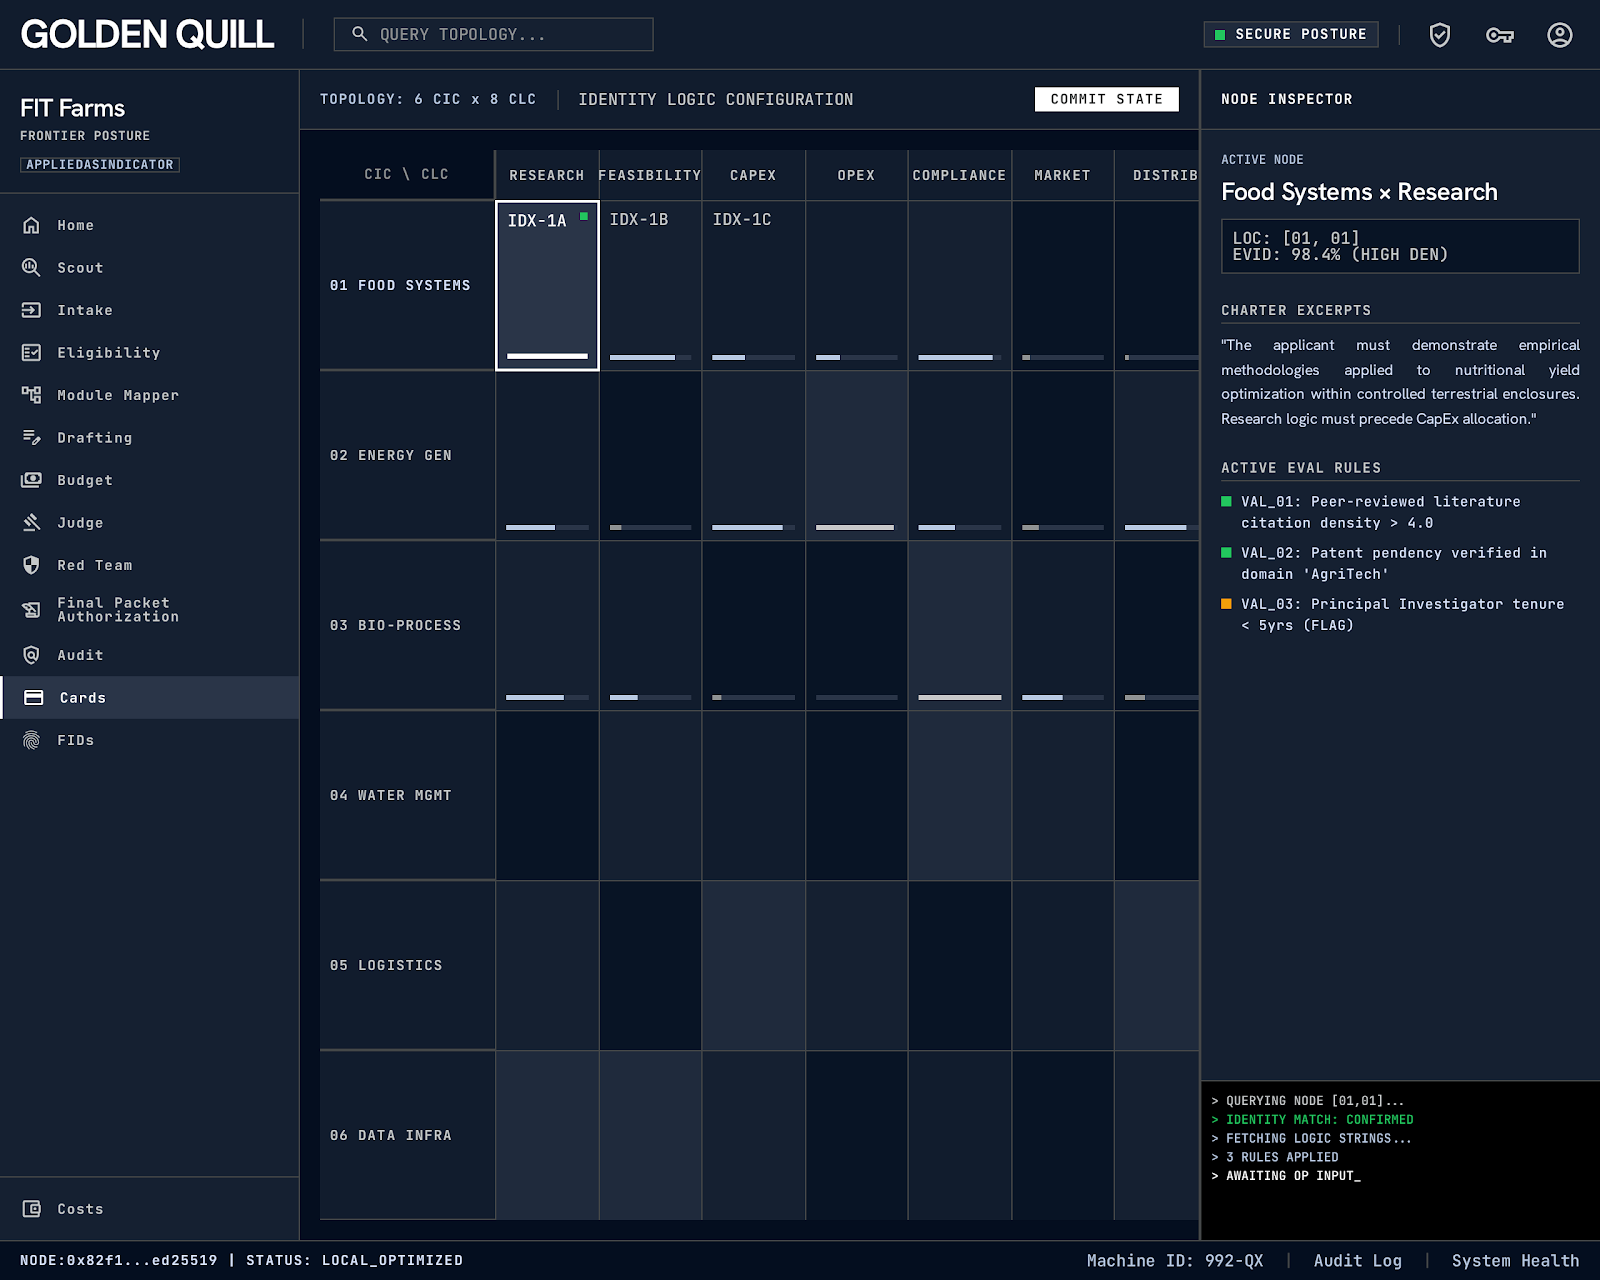 GOLDEN QUILL
QUERY TOPOLOGY...
SECURE POSTURE
FIT Farms
FRONTIER POSTURE
APPLIEDASINDICATOR
Home
Scout
Intake
Eligibility
Module Mapper
Drafting
Budget
Judge
Red Team
Final Packet
Authorization
Audit
Cards
FIDs
Costs
TOPOLOGY: 6 CIC x 8 CLC
IDENTITY LOGIC CONFIGURATION
COMMIT STATE
CIC \ CLC
RESEARCH
FEASIBILITY
CAPEX
OPEX
COMPLIANCE
MARKET
DISTRIB
01 FOOD SYSTEMS
IDX-1A
IDX-1B
IDX-1C
02 ENERGY GEN
03 BIO-PROCESS
04 WATER MGMT
05 LOGISTICS
06 DATA INFRA
NODE INSPECTOR
ACTIVE NODE
Food Systems × Research
LOC: [01, 01]
EVID: 98.4% (HIGH DEN)
CHARTER EXCERPTS
"The applicant must demonstrate empirical
methodologies applied to nutritional yield
optimization within controlled terrestrial enclosures.
Research logic must precede CapEx allocation."
ACTIVE EVAL RULES
VAL_01: Peer-reviewed literature
citation density > 4.0
VAL_02: Patent pendency verified in
domain 'AgriTech'
VAL_03: Principal Investigator tenure
< 5yrs (FLAG)
> QUERYING NODE [01,01]...
> IDENTITY MATCH: CONFIRMED
> FETCHING LOGIC STRINGS...
> 3 RULES APPLIED
> AWAITING OP INPUT_
NODE:0x82f1...ed25519 | STATUS: LOCAL_OPTIMIZED
Machine ID: 992-QX
Audit Log
System Health